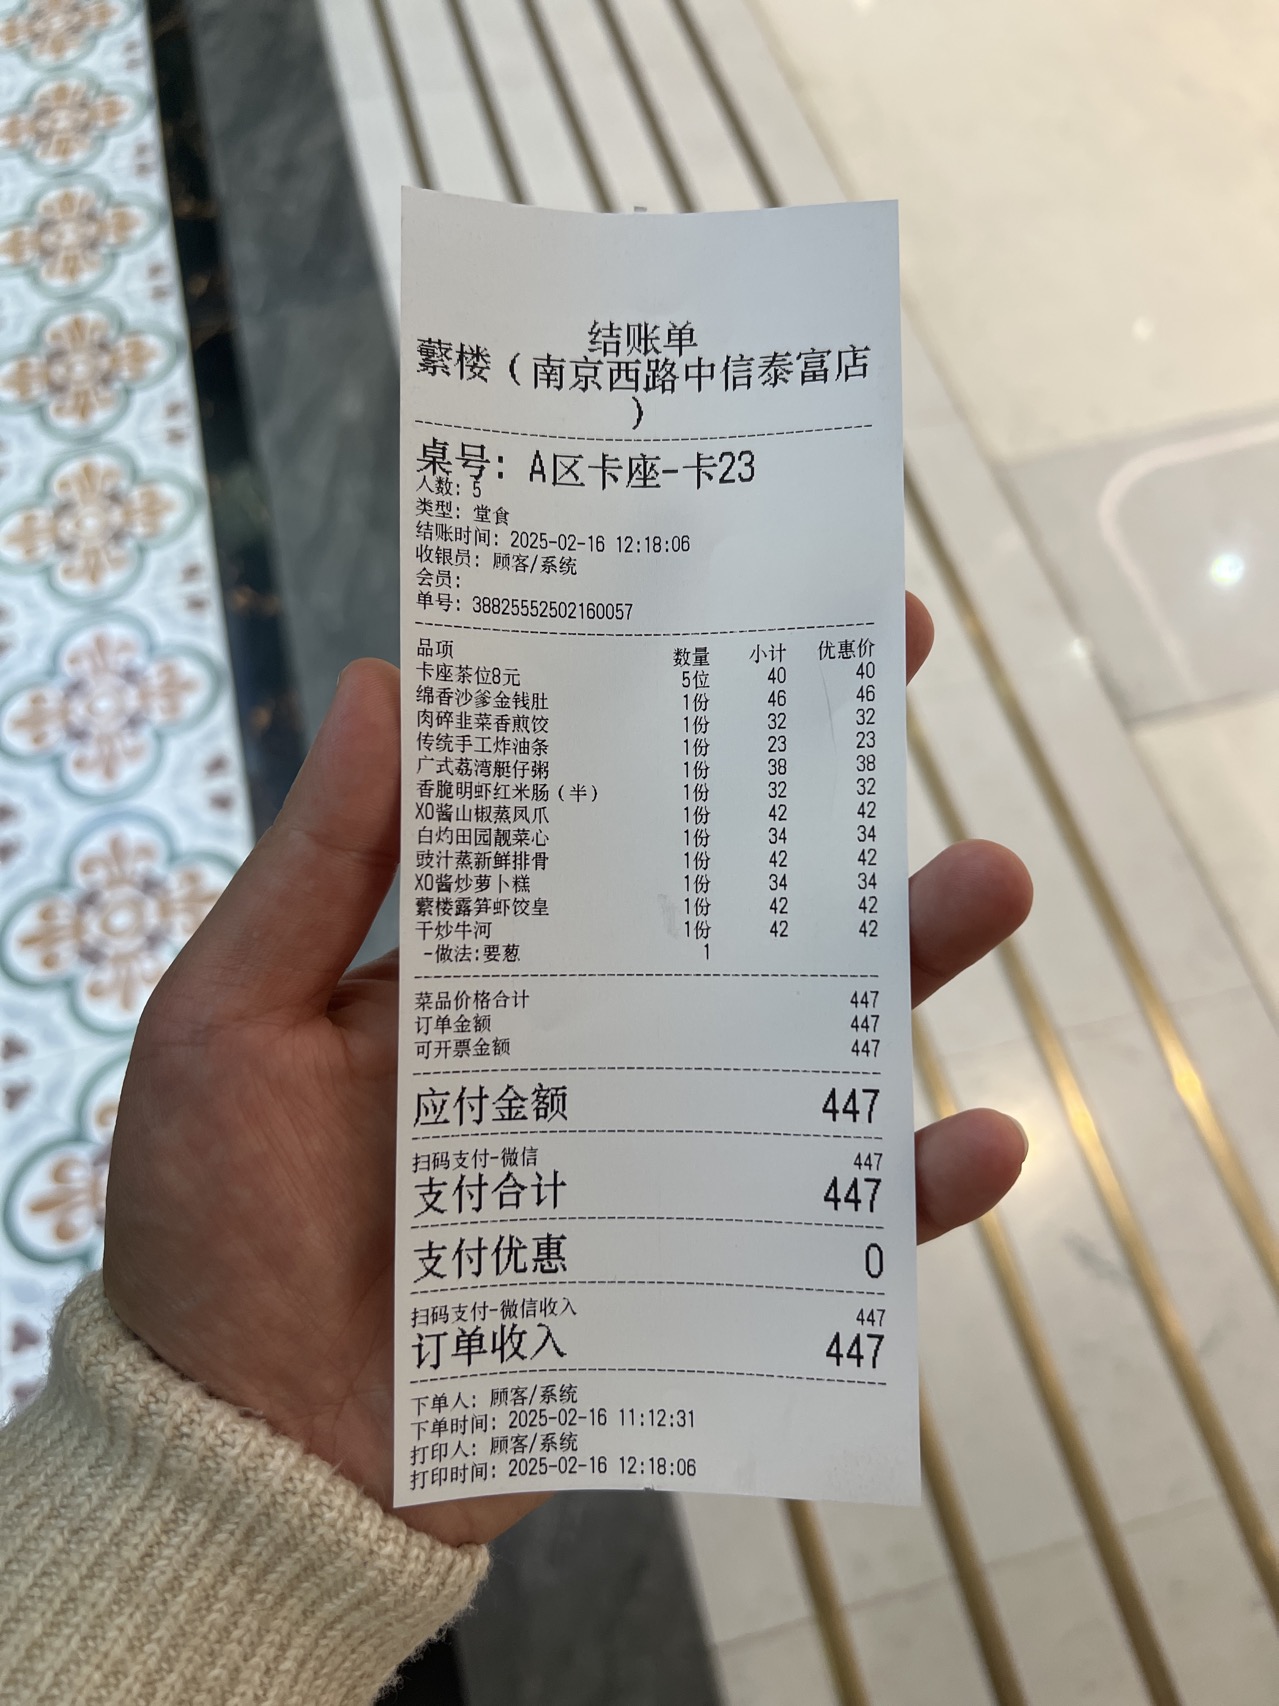 结账单
蘩楼（南京西路中信泰富店
）
桌号: A区卡座-卡23
人数: 5
类型: 堂食
结账时间: 2025-02-16 12:18:06
收银员: 顾客/系统
会员:
单号: 38825552502160057
品项 数量 小计 优惠价
卡座茶位8元 5位 40 40
绵香沙爹金钱肚 1份 46 46
肉碎韭菜香煎饺 1份 32 32
传统手工炸油条 1份 23 23
广式荔湾艇仔粥 1份 38 38
香脆明虾红米肠（半） 1份 32 32
XO酱山椒蒸凤爪 1份 42 42
白灼田园靓菜心 1份 34 34
豉汁蒸新鲜排骨 1份 42 42
XO酱炒萝卜糕 1份 34 34
蘩楼露笋虾饺皇 1份 42 42
干炒牛河 1份 42 42
-做法:要葱 1
菜品价格合计 447
订单金额 447
可开票金额 447
应付金额 447
扫码支付-微信 447
支付合计 447
支付优惠 0
扫码支付-微信收入 447
订单收入 447
下单人: 顾客/系统
下单时间: 2025-02-16 11:12:31
打印人: 顾客/系统
打印时间: 2025-02-16 12:18:06